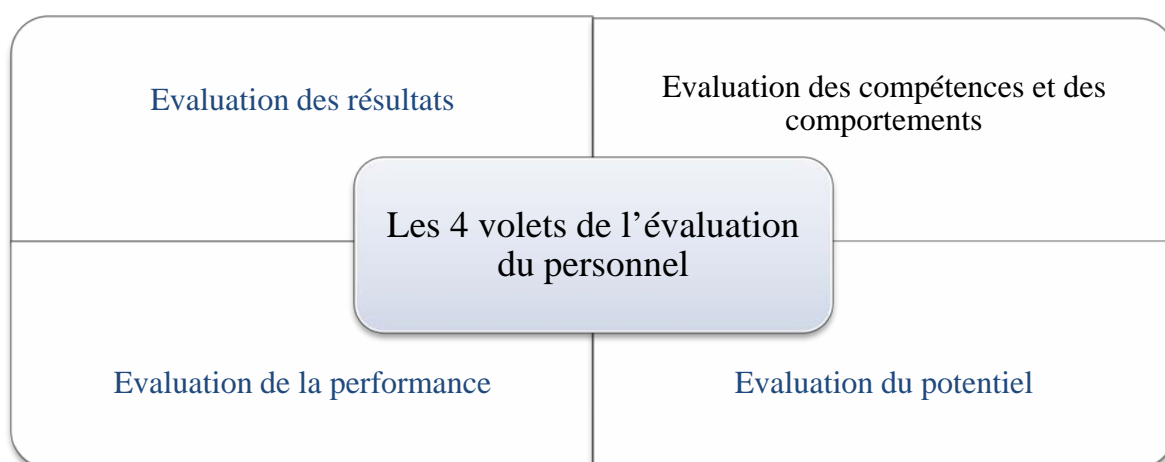 Evaluation des résultats
Evaluation des compétences et des
comportements
Les 4 volets de l’évaluation
du personnel
Evaluation de la performance
Evaluation du potentiel